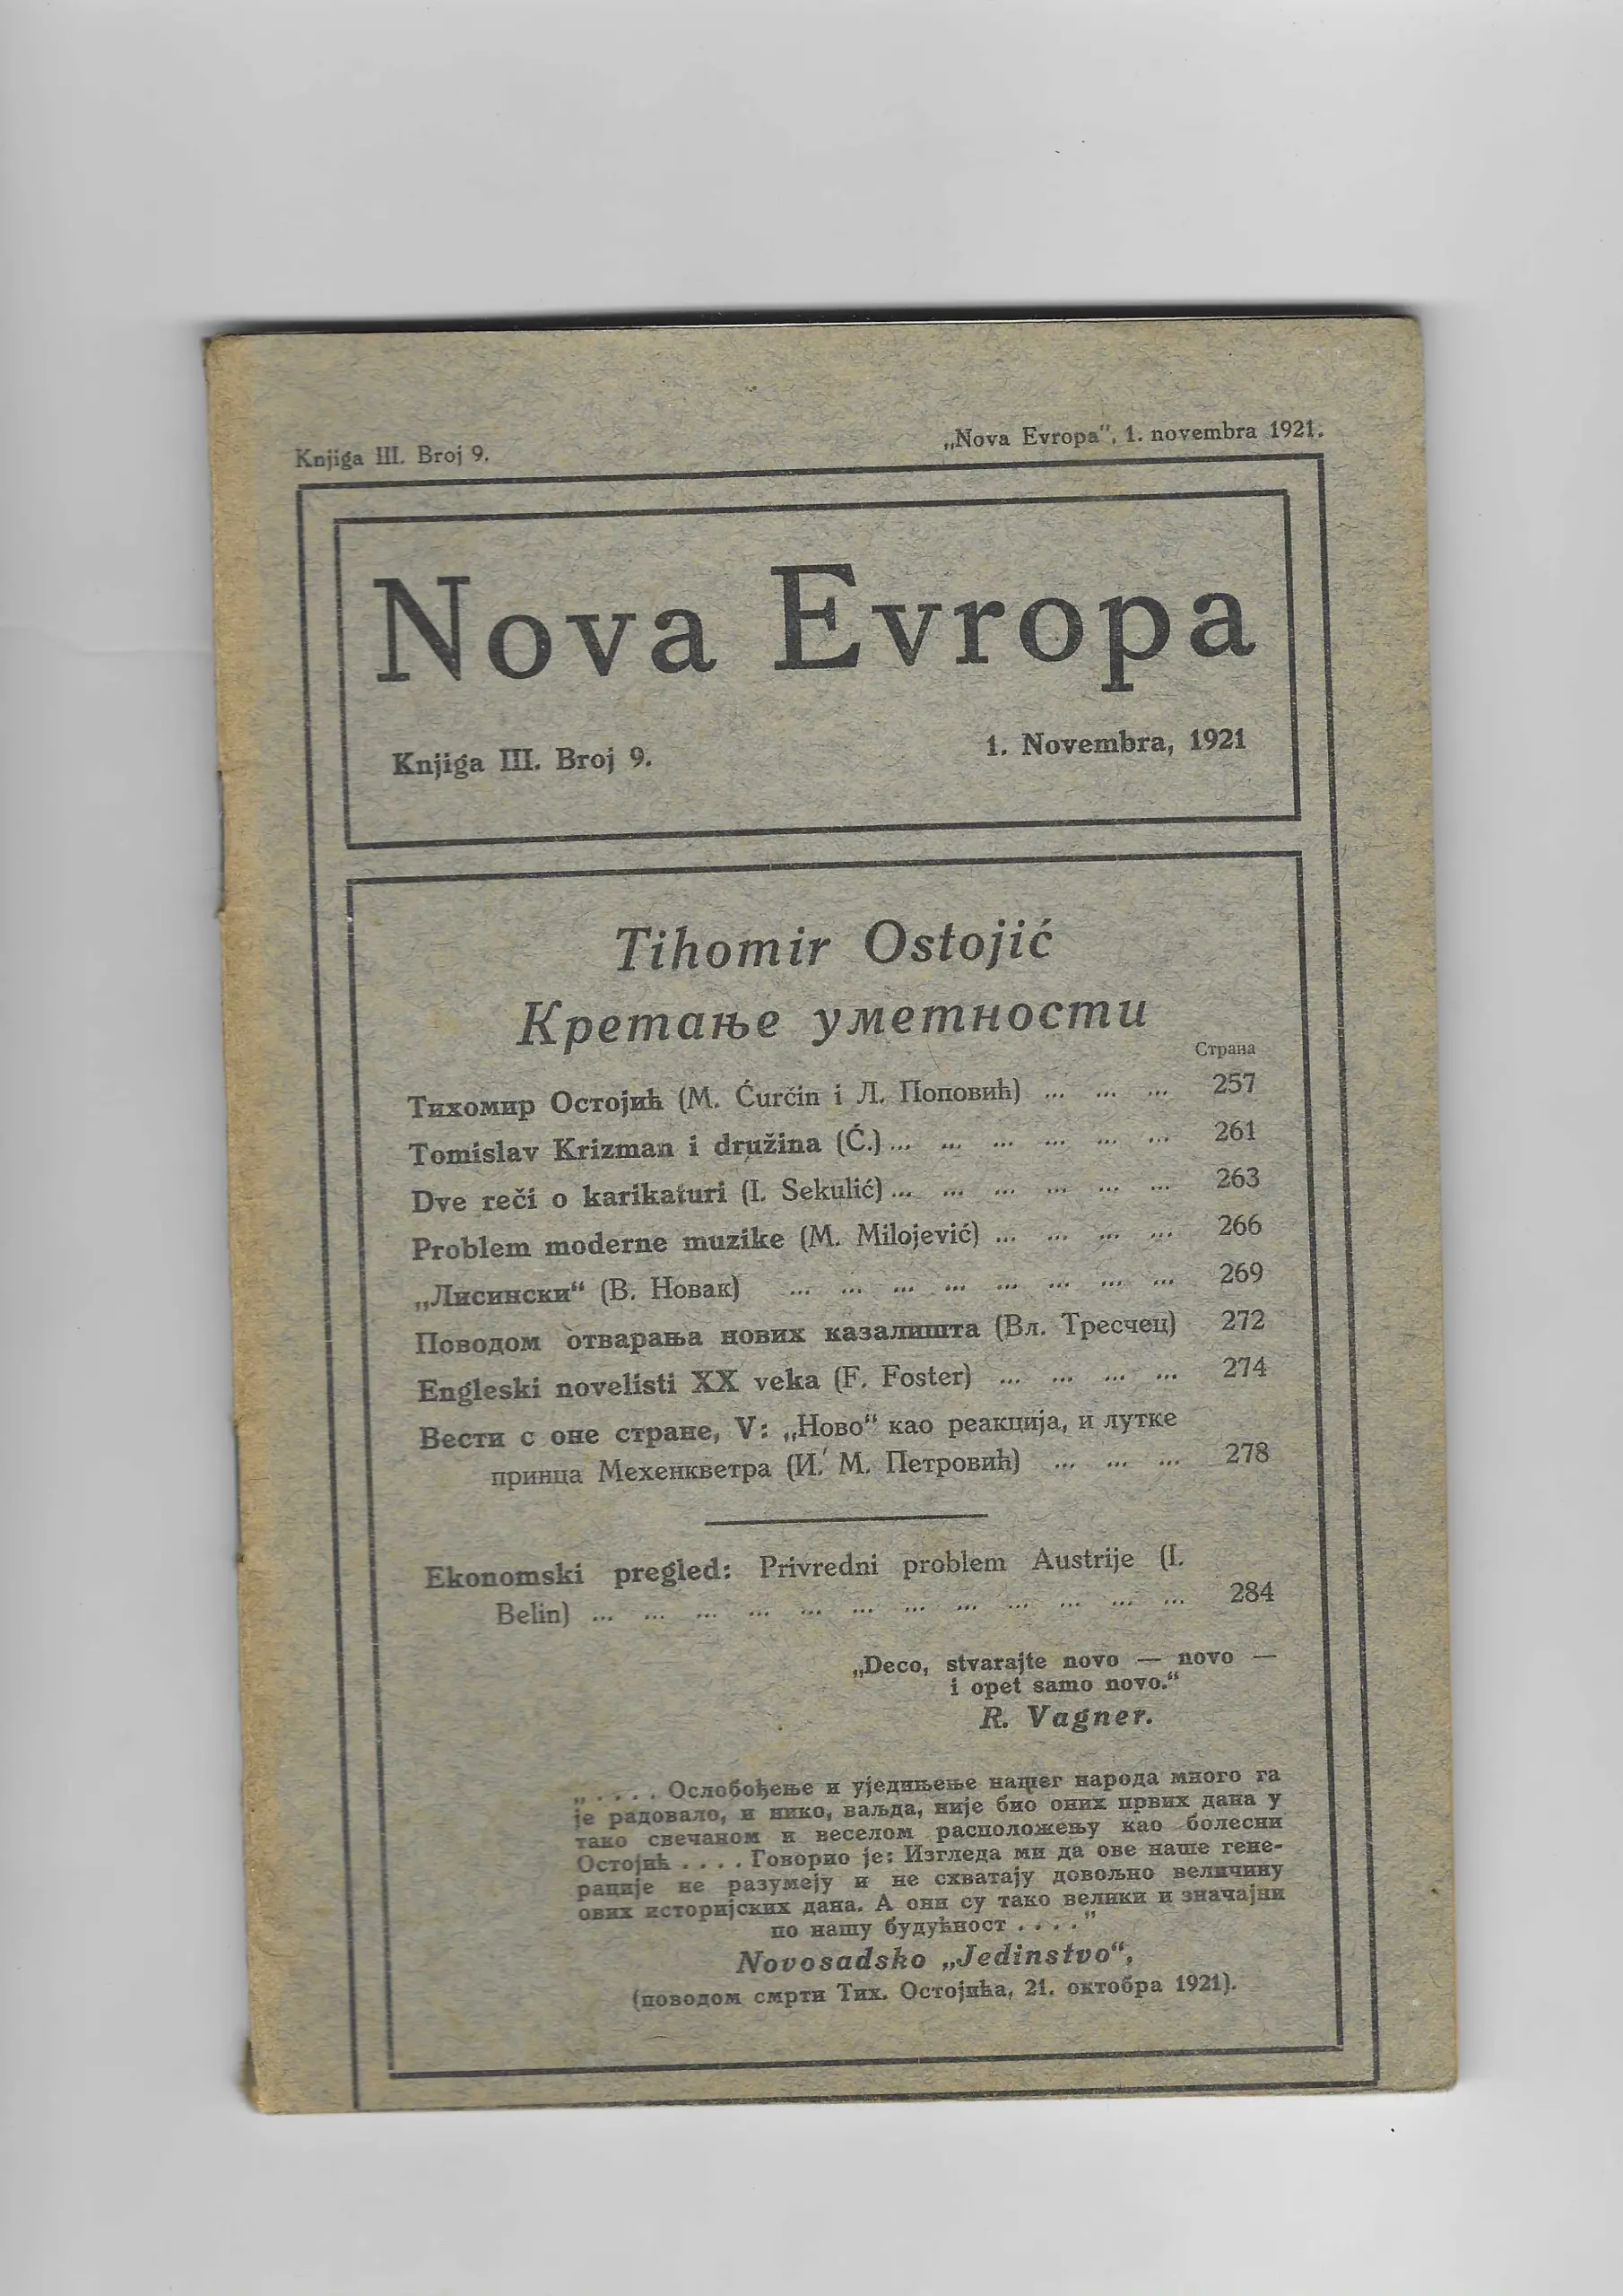 Knjiga III. Broj 9.
„Nova Evropa", 1. novembra 1921.
Nova Evropa
Knjiga III. Broj 9.
1. Novembra, 1921
Tihomir Ostojić
Кретање уметности
Страна
Тихомир Остојић (M. Ćurčin i Л. Поповић) ... ... ... 257
Tomislav Krizman i družina (Ć.) ... ... ... ... ... ... 261
Dve reči o karikaturi (I. Sekulić) ... ... ... ... ... ... 263
Problem moderne muzike (M. Milojević) ... ... ... ... 266
„Лисински“ (В. Новак) ... ... ... ... ... ... ... ... 269
Поводом отварања нових казалишта (Вл. Тресчец) 272
Engleski novelisti XX veka (F. Foster) ... ... ... ... 274
Вести с оне стране, V: „Ново“ као реакција, и лутке
принца Мехенкветра (И. М. Петровић) ... ... ... 278
Ekonomski pregled: Privredni problem Austrije (I.
Belin) ... ... ... ... ... ... ... ... ... ... ... ... 284
„Deco, stvarajte novo — novo —
i opet samo novo.“
R. Vagner.
„ . . . . Ослобођење и уједињење нашег народа много га
је радовало, и нико, ваљда, није био оних првих дана у
тако свечаном и веселом расположењу као болесни
Остојић . . . . Говорио је: Изгледа ми да ове наше гене-
рације не разумеју и не схватају довољно величину
ових историјских дана. А они су тако велики и значајни
по нашу будућност . . . . "
Novosadsko „Jedinstvo“,
(поводом смрти Тих. Остојића, 21. октобра 1921).